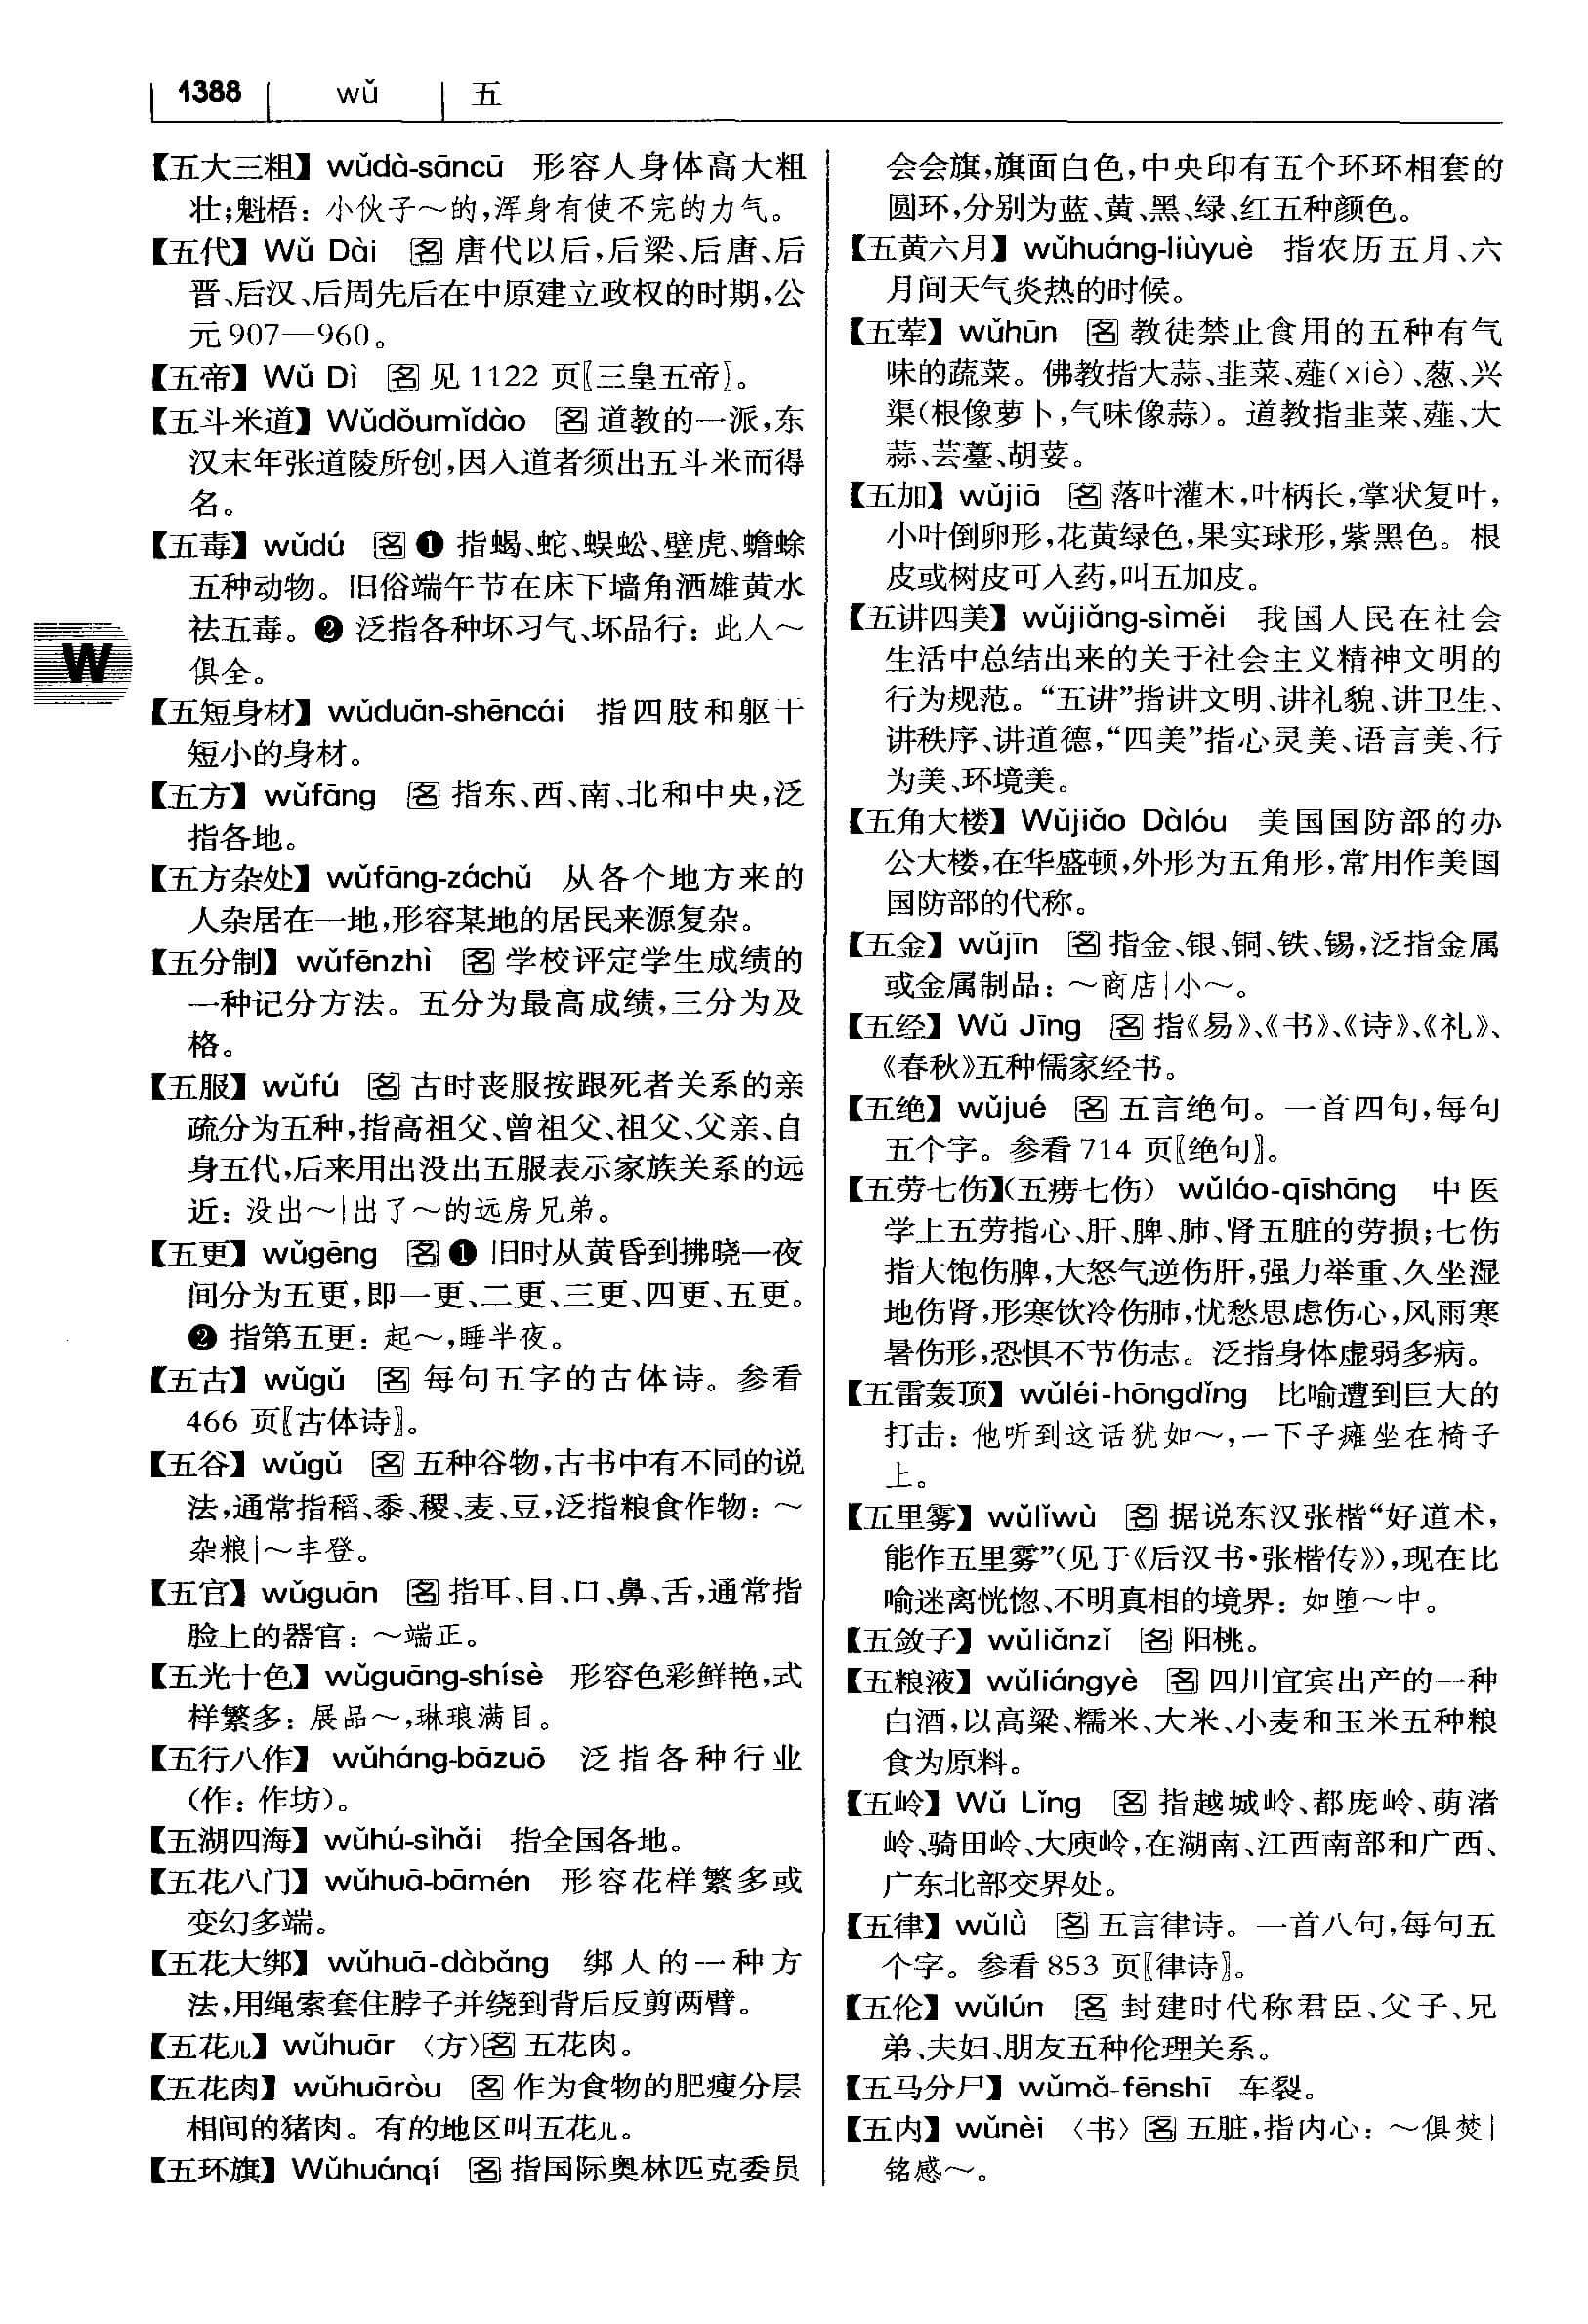 1388 wǔ 五
【五大三粗】wǔdà-sāncū 形容人身体高大粗
壮;魁梧：小伙子～的,浑身有使不完的力气。
【五代】Wǔ Dài 名 唐代以后,后梁、后唐、后
晋、后汉、后周先后在中原建立政权的时期,公
元907—960。
【五帝】Wǔ Dì 名 见1122 页〖三皇五帝〗。
【五斗米道】Wǔdǒumǐdào 名 道教的一派,东
汉末年张道陵所创,因入道者须出五斗米而得
名。
【五毒】wǔdú 名 ❶ 指蝎、蛇、蜈蚣、壁虎、蟾蜍
五种动物。旧俗端午节在床下墙角洒雄黄水
祛五毒。❷ 泛指各种坏习气、坏品行：此人～
俱全。
【五短身材】wǔduǎn-shēncái 指四肢和躯干
短小的身材。
【五方】wǔfāng 名 指东、西、南、北和中央,泛
指各地。
【五方杂处】wǔfāng-záchǔ 从各个地方来的
人杂居在一地,形容某地的居民来源复杂。
【五分制】wǔfēnzhì 名 学校评定学生成绩的
一种记分方法。五分为最高成绩,三分为及
格。
【五服】wǔfú 名 古时丧服按跟死者关系的亲
疏分为五种,指高祖父、曾祖父、祖父、父亲、自
身五代,后来用出没出五服表示家族关系的远
近：没出～|出了～的远房兄弟。
【五更】wǔgēng 名 ❶ 旧时从黄昏到拂晓一夜
间分为五更,即一更、二更、三更、四更、五更。
❷ 指第五更：起～,睡半夜。
【五古】wǔgǔ 名 每句五字的古体诗。参看
466 页〖古体诗〗。
【五谷】wǔgǔ 名 五种谷物,古书中有不同的说
法,通常指稻、黍、稷、麦、豆,泛指粮食作物：～
杂粮|～丰登。
【五官】wǔguān 名 指耳、目、口、鼻、舌,通常指
脸上的器官：～端正。
【五光十色】wǔguāng-shísè 形容色彩鲜艳,式
样繁多：展品～,琳琅满目。
【五行八作】 wǔháng-bāzuō 泛指各种行业
（作：作坊）。
【五湖四海】wǔhú-sìhǎi 指全国各地。
【五花八门】wǔhuā-bāmén 形容花样繁多或
变幻多端。
【五花大绑】wǔhuā-dàbǎng 绑人的一种方
法,用绳索套住脖子并绕到背后反剪两臂。
【五花儿】wǔhuār 〈方〉名 五花肉。
【五花肉】wǔhuāròu 名 作为食物的肥瘦分层
相间的猪肉。有的地区叫五花儿。
【五环旗】Wǔhuánqí 名 指国际奥林匹克委员
会会旗,旗面白色,中央印有五个环环相套的
圆环,分别为蓝、黄、黑、绿、红五种颜色。
【五黄六月】wǔhuáng-liùyuè 指农历五月、六
月间天气炎热的时候。
【五荤】wǔhūn 名 教徒禁止食用的五种有气
味的蔬菜。佛教指大蒜、韭菜、薤(xiè)、葱、兴
渠(根像萝卜,气味像蒜)。道教指韭菜、薤、大
蒜、芸薹、胡荽。
【五加】wǔjiā 名 落叶灌木,叶柄长,掌状复叶,
小叶倒卵形,花黄绿色,果实球形,紫黑色。根
皮或树皮可入药,叫五加皮。
【五讲四美】wǔjiǎng-sìměi 我国人民在社会
生活中总结出来的关于社会主义精神文明的
行为规范。“五讲”指讲文明、讲礼貌、讲卫生、
讲秩序、讲道德,“四美”指心灵美、语言美、行
为美、环境美。
【五角大楼】Wǔjiǎo Dàlóu 美国国防部的办
公大楼,在华盛顿,外形为五角形,常用作美国
国防部的代称。
【五金】wǔjīn 名 指金、银、铜、铁、锡,泛指金属
或金属制品：～商店|小～。
【五经】Wǔ Jīng 名 指《易》、《书》、《诗》、《礼》、
《春秋》五种儒家经书。
【五绝】wǔjué 名 五言绝句。一首四句,每句
五个字。参看714 页〖绝句〗。
【五劳七伤】(五痨七伤) wǔláo-qīshāng 中医
学上五劳指心、肝、脾、肺、肾五脏的劳损;七伤
指大饱伤脾,大怒气逆伤肝,强力举重、久坐湿
地伤肾,形寒饮冷伤肺,忧愁思虑伤心,风雨寒
暑伤形,恐惧不节伤志。泛指身体虚弱多病。
【五雷轰顶】wǔléi-hōngdǐng 比喻遭到巨大的
打击：他听到这话犹如～,一下子瘫坐在椅子
上。
【五里雾】wǔlǐwù 名 据说东汉张楷“好道术,
能作五里雾”(见于《后汉书·张楷传》),现在比
喻迷离恍惚、不明真相的境界：如堕～中。
【五敛子】wǔliǎnzǐ 名 阳桃。
【五粮液】wǔliángyè 名 四川宜宾出产的一种
白酒,以高粱、糯米、大米、小麦和玉米五种粮
食为原料。
【五岭】Wǔ Lǐng 名 指越城岭、都庞岭、萌渚
岭、骑田岭、大庾岭,在湖南、江西南部和广西、
广东北部交界处。
【五律】wǔlǜ 名 五言律诗。一首八句,每句五
个字。参看853 页〖律诗〗。
【五伦】wǔlún 名 封建时代称君臣、父子、兄
弟、夫妇、朋友五种伦理关系。
【五马分尸】wǔmǎ-fēnshī 车裂。
【五内】wǔnèi 〈书〉名 五脏,指内心：～俱焚|
铭感～。
W